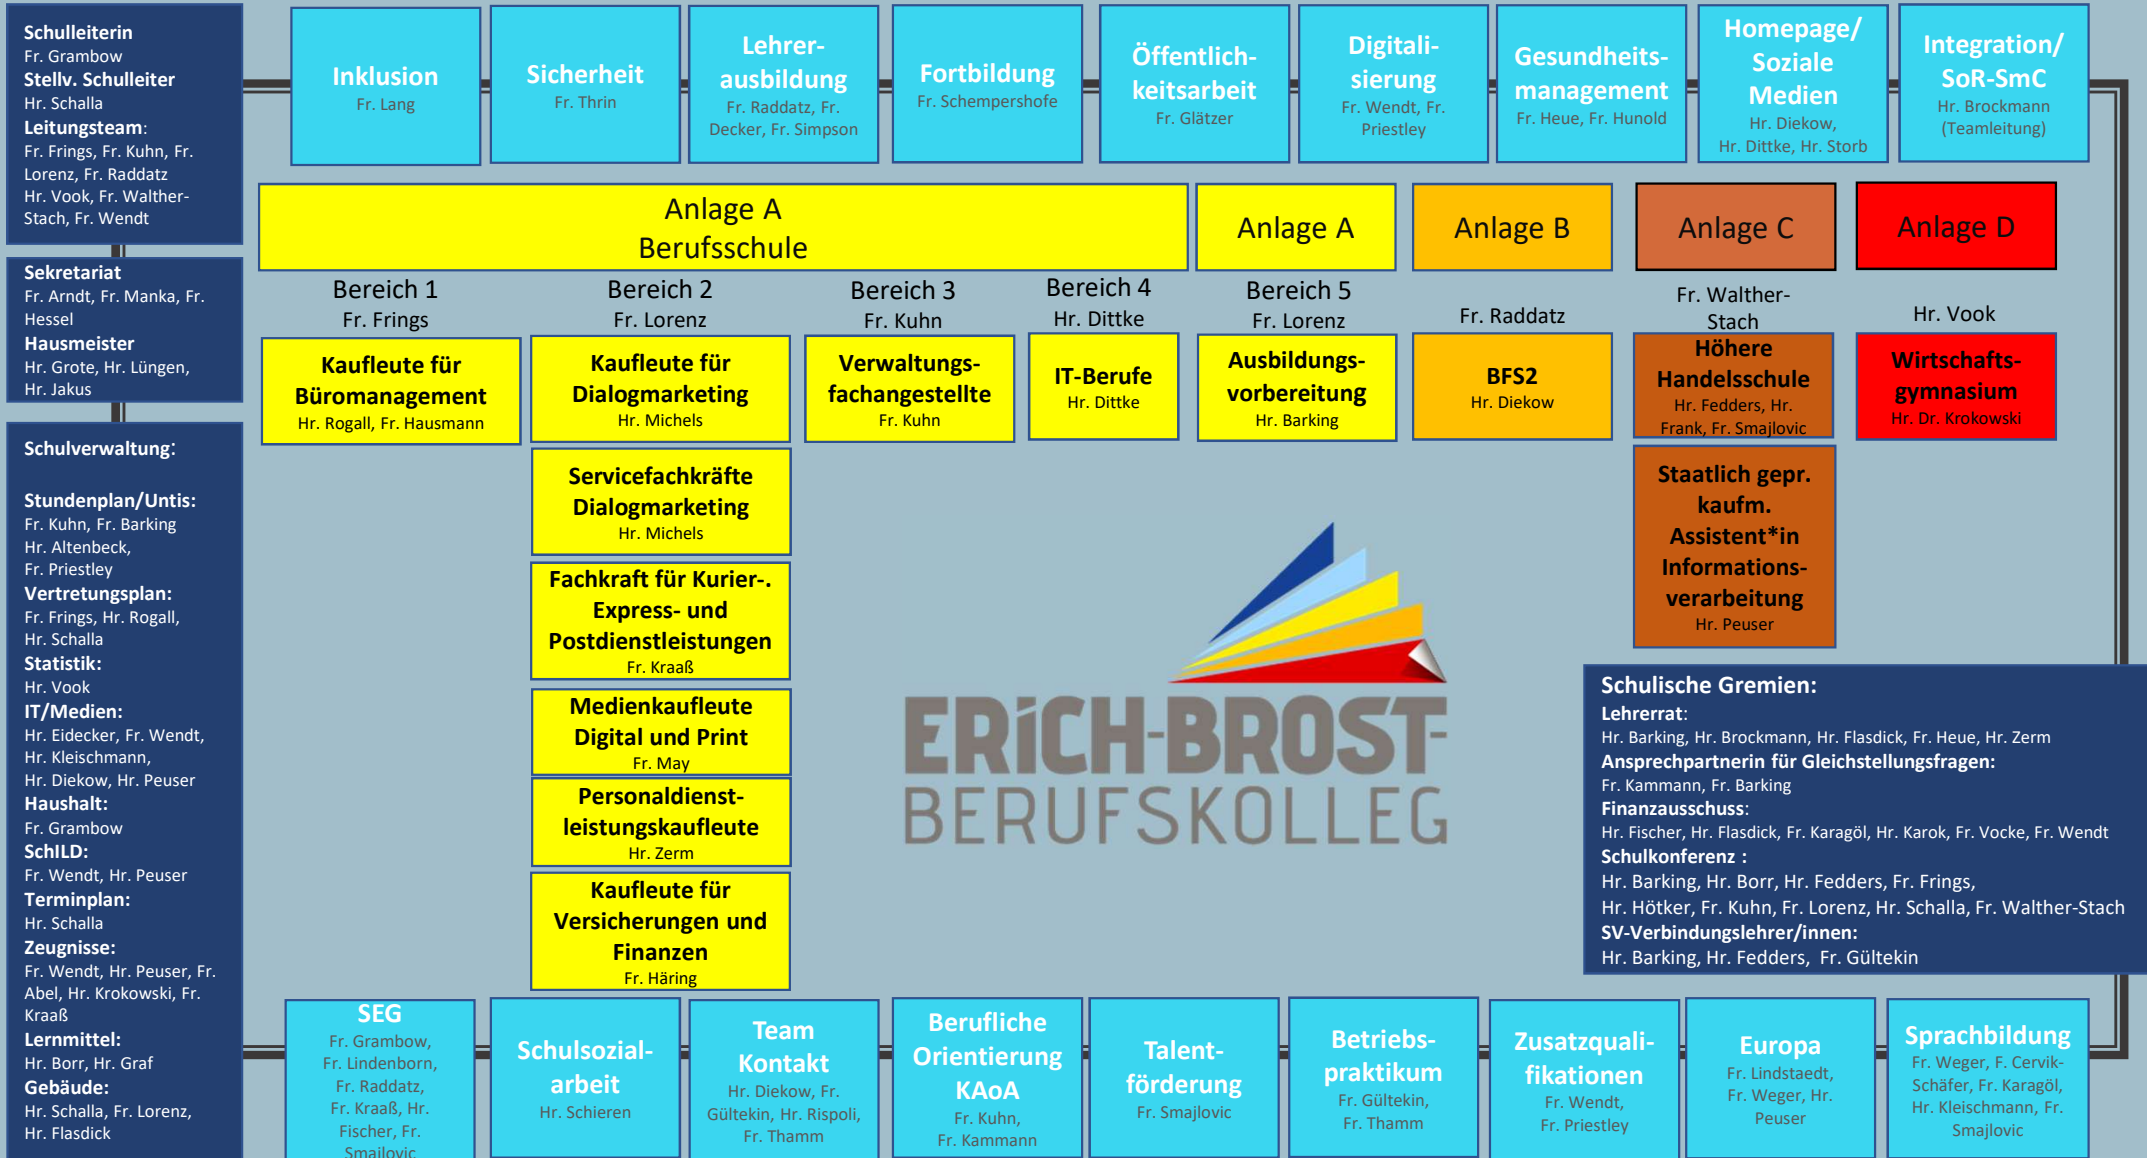 Schulleiterin
Fr. Grambow
Stellv. Schulleiter
Hr. Schalla
Leitungsteam:
Fr. Frings, Fr. Kuhn, Fr.
Lorenz, Fr. Raddatz
Hr. Vook, Fr. Walther-
Stach, Fr. Wendt
Sekretariat
Fr. Arndt, Fr. Manka, Fr.
Hessel
Hausmeister
Hr. Grote, Hr. Lüngen,
Hr. Jakus
Schulverwaltung:
Stundenplan/Untis:
Fr. Kuhn, Fr. Barking
Hr. Altenbeck,
Fr. Priestley
Vertretungsplan:
Fr. Frings, Hr. Rogall,
Hr. Schalla
Statistik:
Hr. Vook
IT/Medien:
Hr. Eidecker, Fr. Wendt,
Hr. Kleischmann,
Hr. Diekow, Hr. Peuser
Haushalt:
Fr. Grambow
SchILD:
Fr. Wendt, Hr. Peuser
Terminplan:
Hr. Schalla
Zeugnisse:
Fr. Wendt, Hr. Peuser, Fr.
Abel, Hr. Krokowski, Fr.
Kraaß
Lernmittel:
Hr. Borr, Hr. Graf
Gebäude:
Hr. Schalla, Fr. Lorenz,
Hr. Flasdick
Inklusion
Fr. Lang
Sicherheit
Fr. Thrin
Lehrer-
ausbildung
Fr. Raddatz, Fr.
Decker, Fr. Simpson
Fortbildung
Fr. Schempershofe
Öffentlich-
keitsarbeit
Fr. Glätzer
Digitali-
sierung
Fr. Wendt, Fr.
Priestley
Gesundheits-
management
Fr. Heue, Fr. Hunold
Homepage/
Soziale
Medien
Hr. Diekow,
Hr. Dittke, Hr. Storb
Integration/
SoR-SmC
Hr. Brockmann
(Teamleitung)
Anlage A
Berufsschule
Anlage A
Anlage B
Anlage C
Anlage D
Bereich 1
Fr. Frings
Bereich 2
Fr. Lorenz
Bereich 3
Fr. Kuhn
Bereich 4
Hr. Dittke
Bereich 5
Fr. Lorenz
Fr. Raddatz
Fr. Walther-
Stach
Hr. Vook
Kaufleute für
Büromanagement
Hr. Rogall, Fr. Hausmann
Kaufleute für
Dialogmarketing
Hr. Michels
Verwaltungs-
fachangestellte
Fr. Kuhn
IT-Berufe
Hr. Dittke
Ausbildungs-
vorbereitung
Hr. Barking
BFS2
Hr. Diekow
Höhere
Handelsschule
Hr. Fedders, Hr.
Frank, Fr. Smajlovic
Wirtschafts-
gymnasium
Hr. Dr. Krokowski
Servicefachkräfte
Dialogmarketing
Hr. Michels
Fachkraft für Kurier-.
Express- und
Postdienstleistungen
Fr. Kraaß
Medienkaufleute
Digital und Print
Fr. May
Personaldienst-
leistungskaufleute
Hr. Zerm
Kaufleute für
Versicherungen und
Finanzen
Fr. Häring
Staatlich gepr.
kaufm.
Assistent*in
Informations-
verarbeitung
Hr. Peuser
ERiCH-BROST-
BERUFSKOLLEG
Schulische Gremien:
Lehrerrat:
Hr. Barking, Hr. Brockmann, Hr. Flasdick, Fr. Heue, Hr. Zerm
Ansprechpartnerin für Gleichstellungsfragen:
Fr. Kammann, Fr. Barking
Finanzausschuss:
Hr. Fischer, Hr. Flasdick, Fr. Karagöl, Hr. Karok, Fr. Vocke, Fr. Wendt
Schulkonferenz :
Hr. Barking, Hr. Borr, Hr. Fedders, Fr. Frings,
Hr. Hötker, Fr. Kuhn, Fr. Lorenz, Hr. Schalla, Fr. Walther-Stach
SV-Verbindungslehrer/innen:
Hr. Barking, Hr. Fedders, Fr. Gültekin
SEG
Fr. Grambow,
Fr. Lindenborn,
Fr. Raddatz,
Fr. Kraaß, Hr.
Fischer, Fr.
Smajlovic
Schulsozial-
arbeit
Hr. Schieren
Team
Kontakt
Hr. Diekow, Fr.
Gültekin, Hr. Rispoli,
Fr. Thamm
Berufliche
Orientierung
KAoA
Fr. Kuhn,
Fr. Kammann
Talent-
förderung
Fr. Smajlovic
Betriebs-
praktikum
Fr. Gültekin,
Fr. Thamm
Zusatzquali-
fikationen
Fr. Wendt,
Fr. Priestley
Europa
Fr. Lindstaedt,
Fr. Weger, Hr.
Peuser
Sprachbildung
Fr. Weger, F. Cervik-
Schäfer, Fr. Karagöl,
Hr. Kleischmann, Fr.
Smajlovic